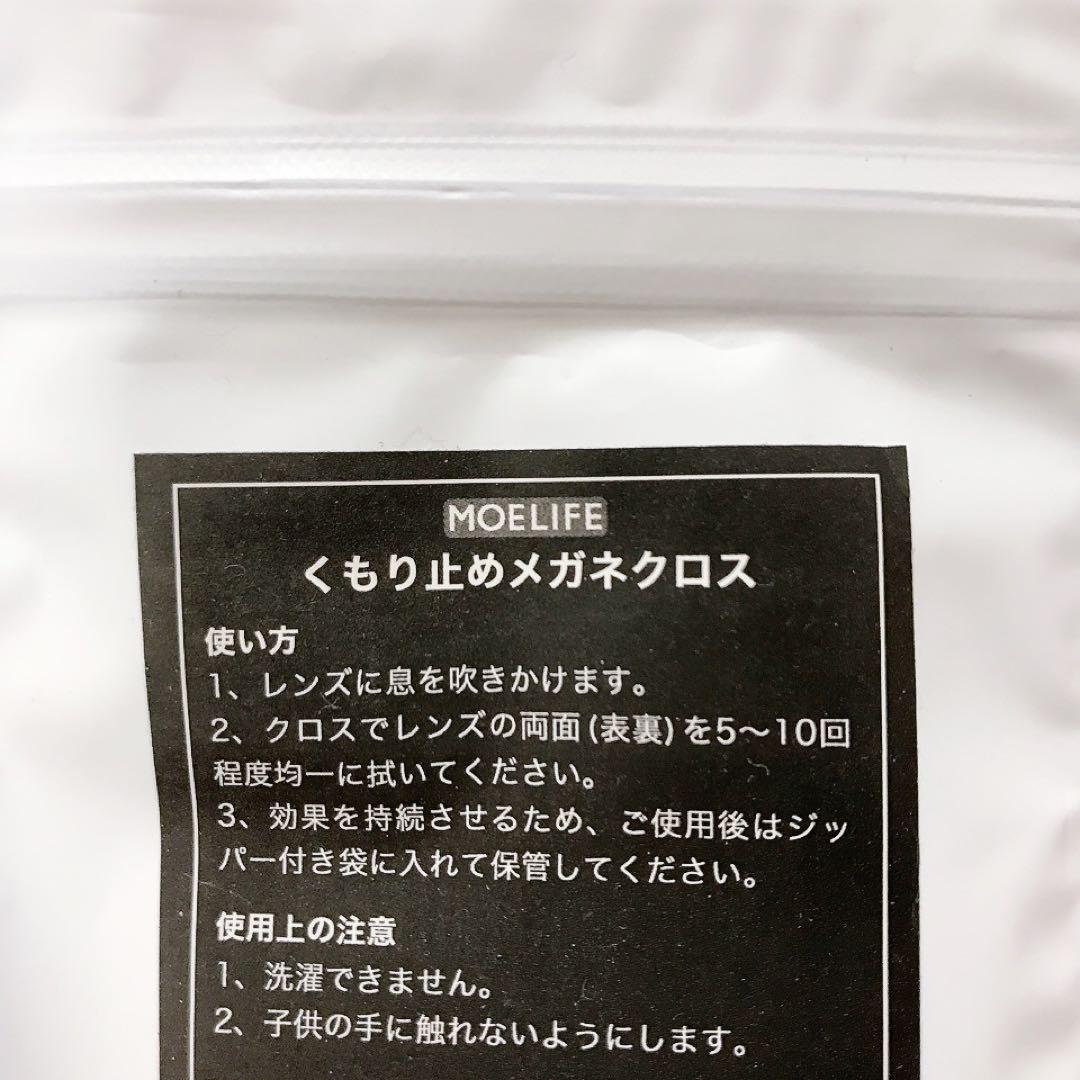 MOELIFE
くもり止めメガネクロス
使い方
1、レンズに息を吹きかけます。
2、クロスでレンズの両面(表裏)を5〜10回
程度均一に拭いてください。
3、効果を持続させるため、ご使用後はジッ
パー付き袋に入れて保管してください。
使用上の注意
1、洗濯できません。
2、子供の手に触れないようにします。